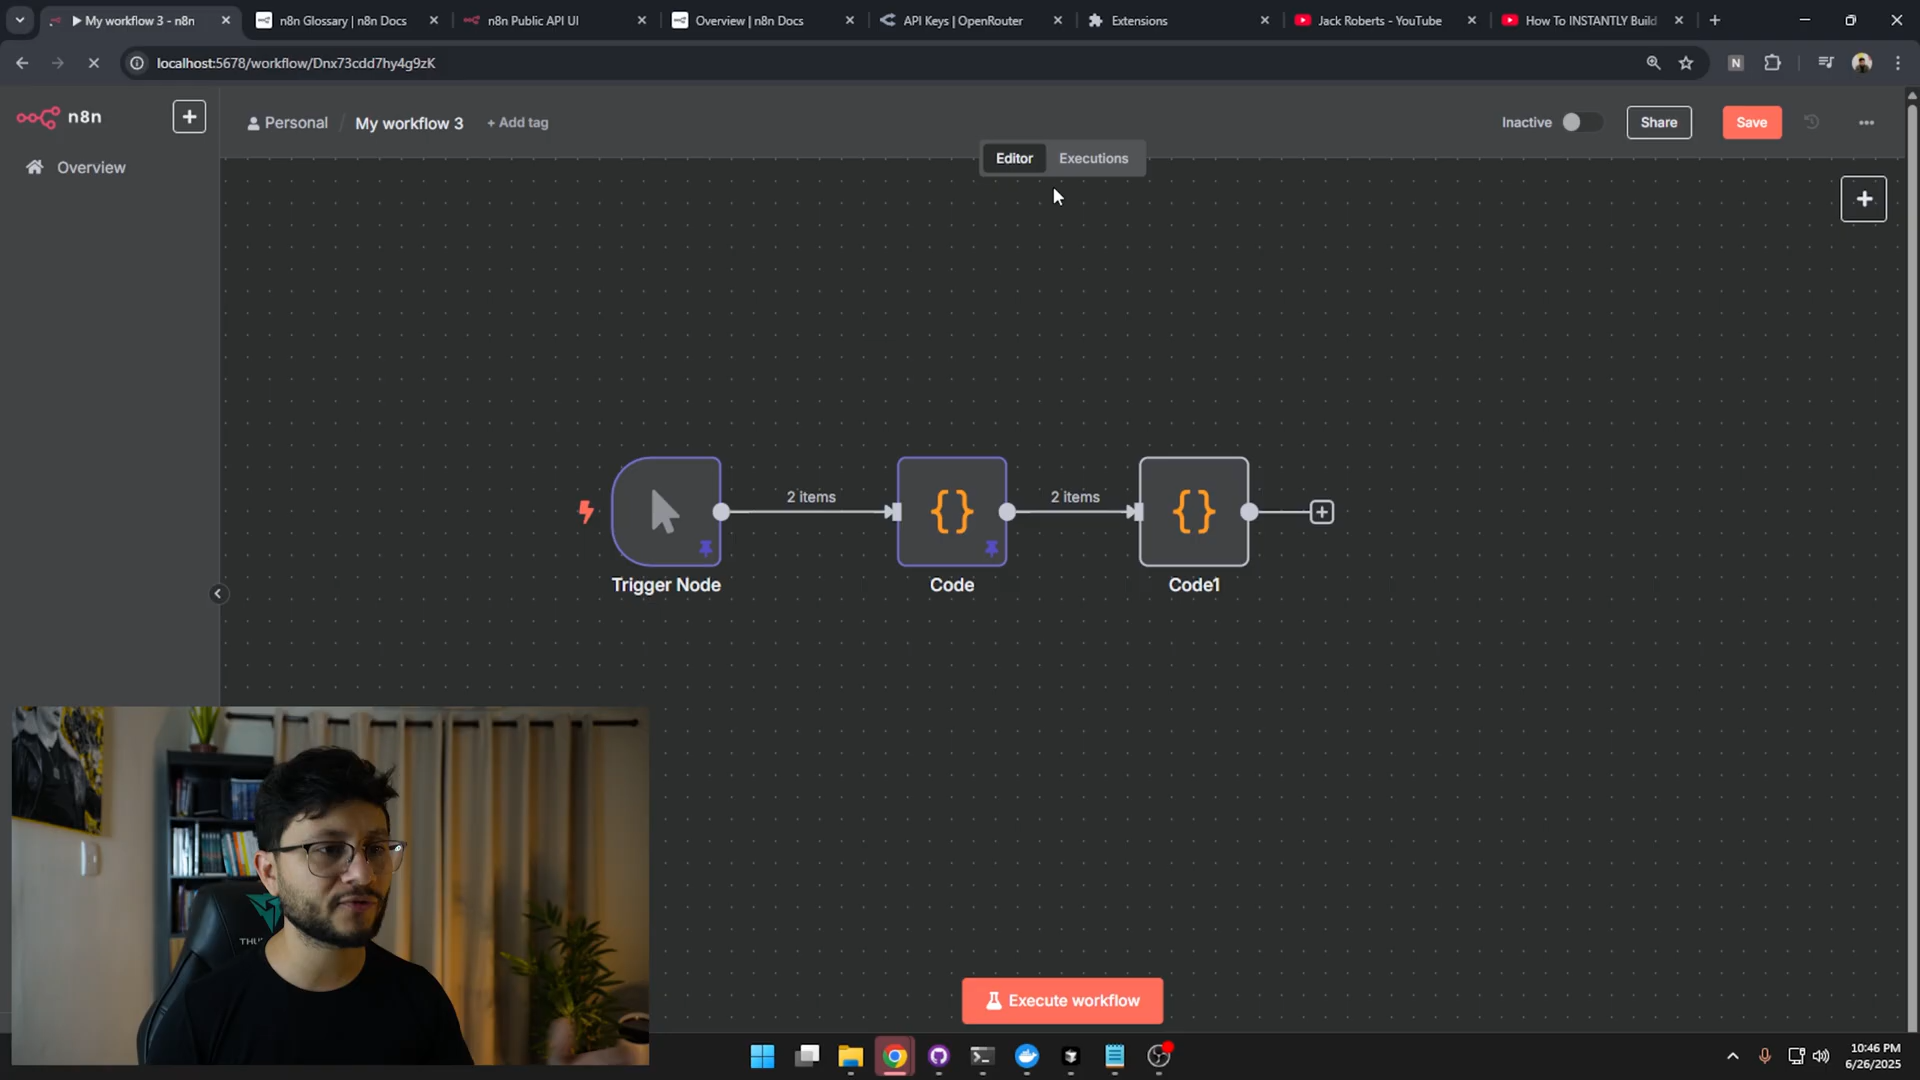 My workflow 3 - n8n
n8n Glossary | n8n Docs
n8n Public API UI
Overview | n8n Docs
API Keys | OpenRouter
Extensions
Jack Roberts - YouTube
How To INSTANTLY Build
localhost:5678/workflow/Dnx73cdd7hy4g9zK
N
n8n
Personal / My workflow 3 + Add tag
Inactive
Share
Save
Overview
Editor Executions
2 items
2 items
Trigger Node
Code
Code1
Execute workflow
10:46 PM
6/26/2025